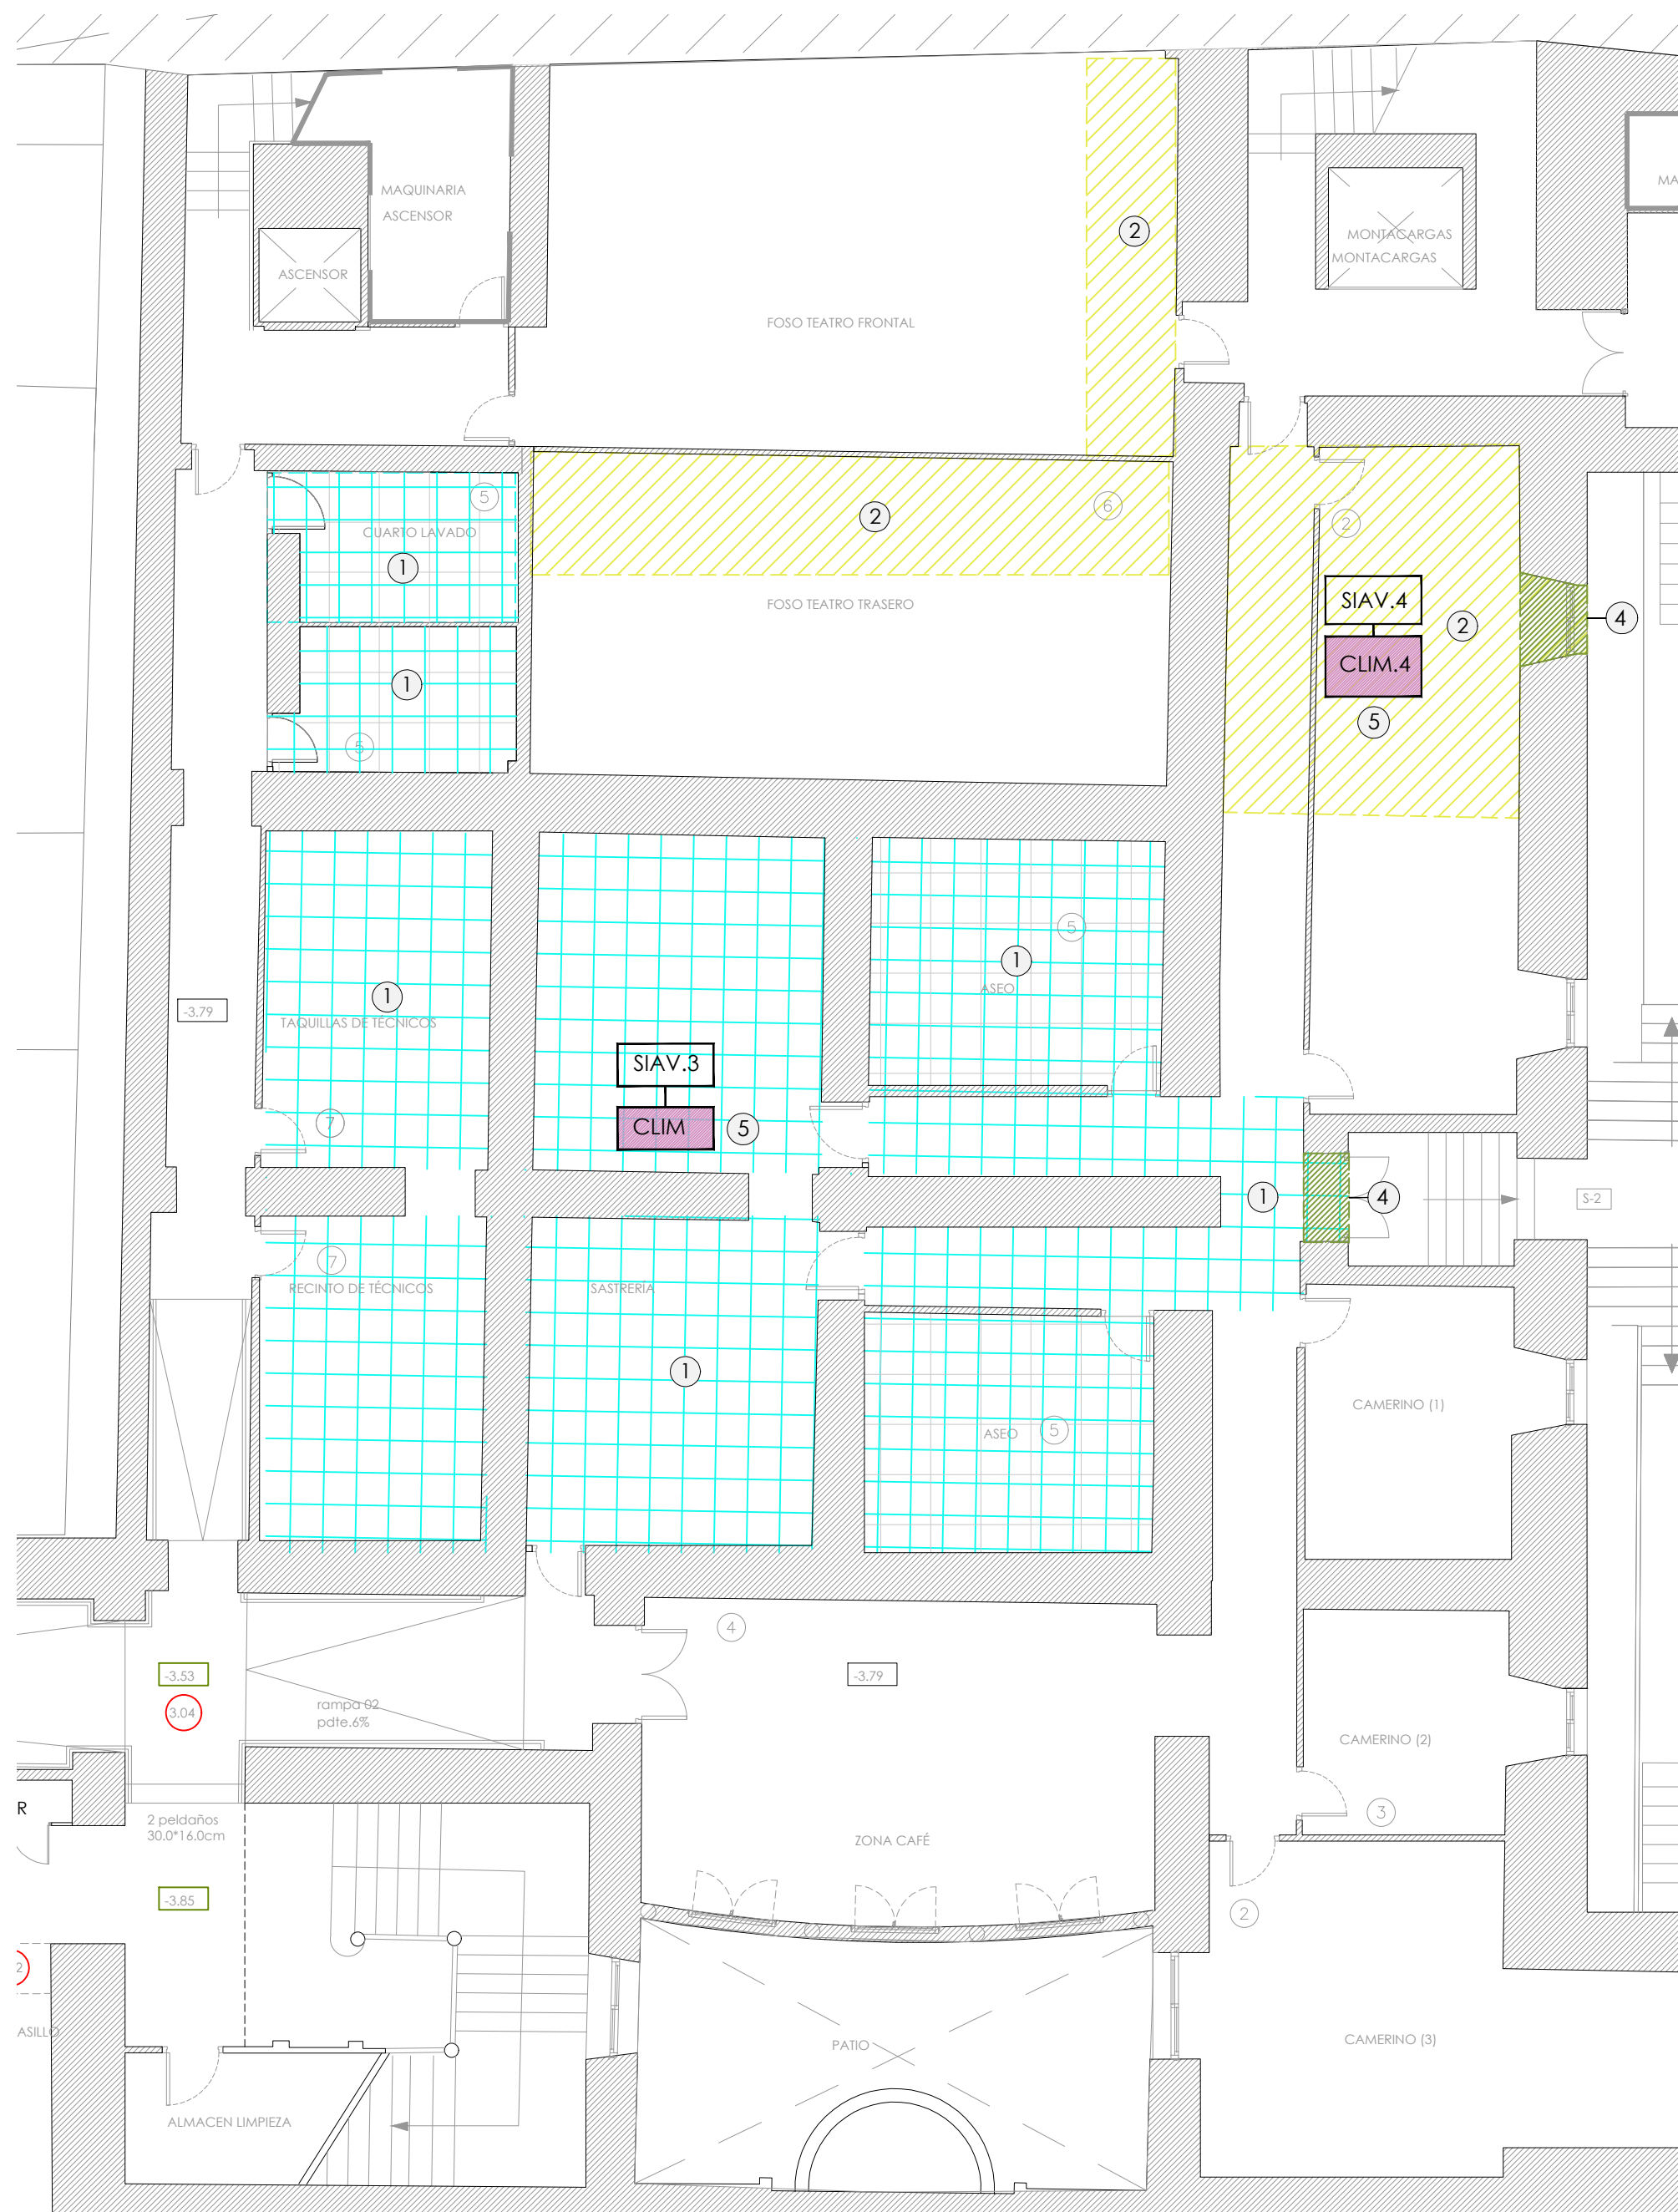 MAQUINARIA
ASCENSOR
ASCENSOR
MONTACARGAS
MONTACARGAS
MA
2
FOSO TEATRO FRONTAL
5
CUARTO LAVADO
1
2
6
2
FOSO TEATRO TRASERO
SIAV.4
CLIM.4
2
4
5
1
5
1
TAQUILLAS DE TÉCNICOS
-3.79
7
SIAV.3
CLIM
5
5
1
ASEO
1
4
S-2
7
RECINTO DE TÉCNICOS
SASTRERÍA
1
ASEO
5
CAMERINO (1)
4
-3.53
3.04
rampa 02
pdte.6%
-3.79
CAMERINO (2)
3
R
2 peldaños
30.0*16.0cm
ZONA CAFÉ
-3.85
2
2
ASILLO
PATIO
CAMERINO (3)
ALMACEN LIMPIEZA